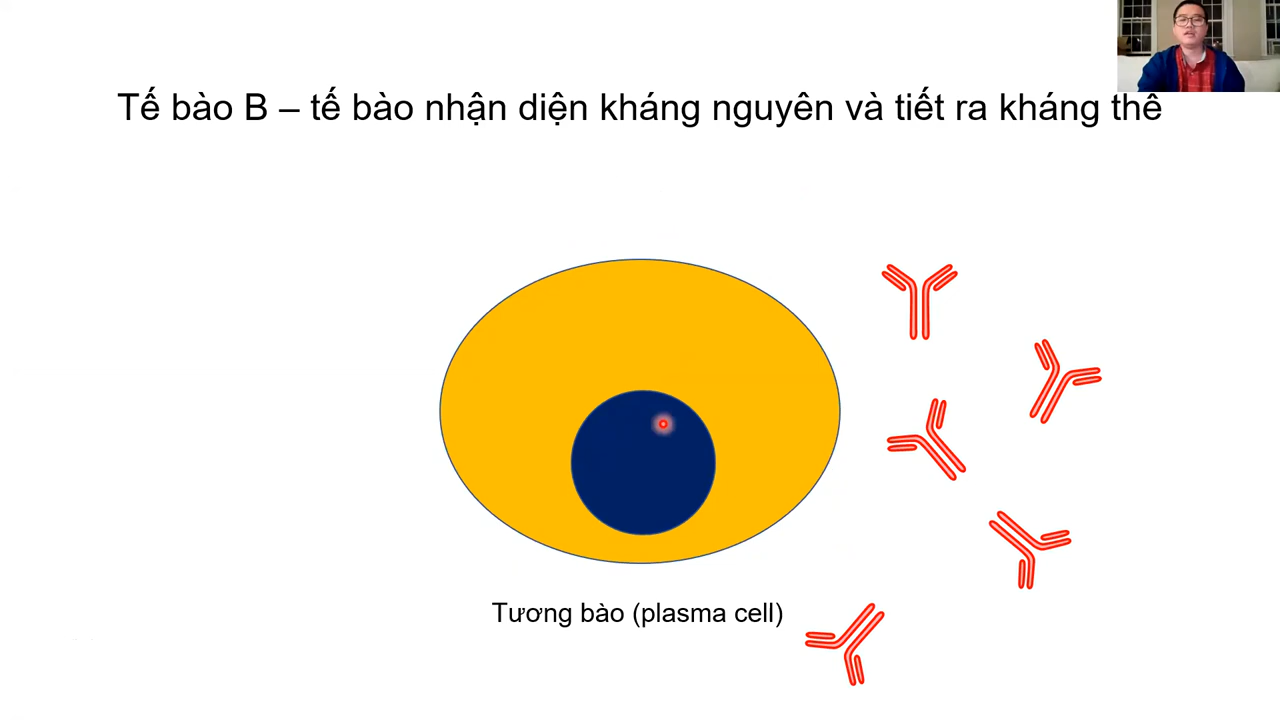 Tế bào B – tế bào nhận diện kháng nguyên và tiết ra kháng thể
Tương bào (plasma cell)